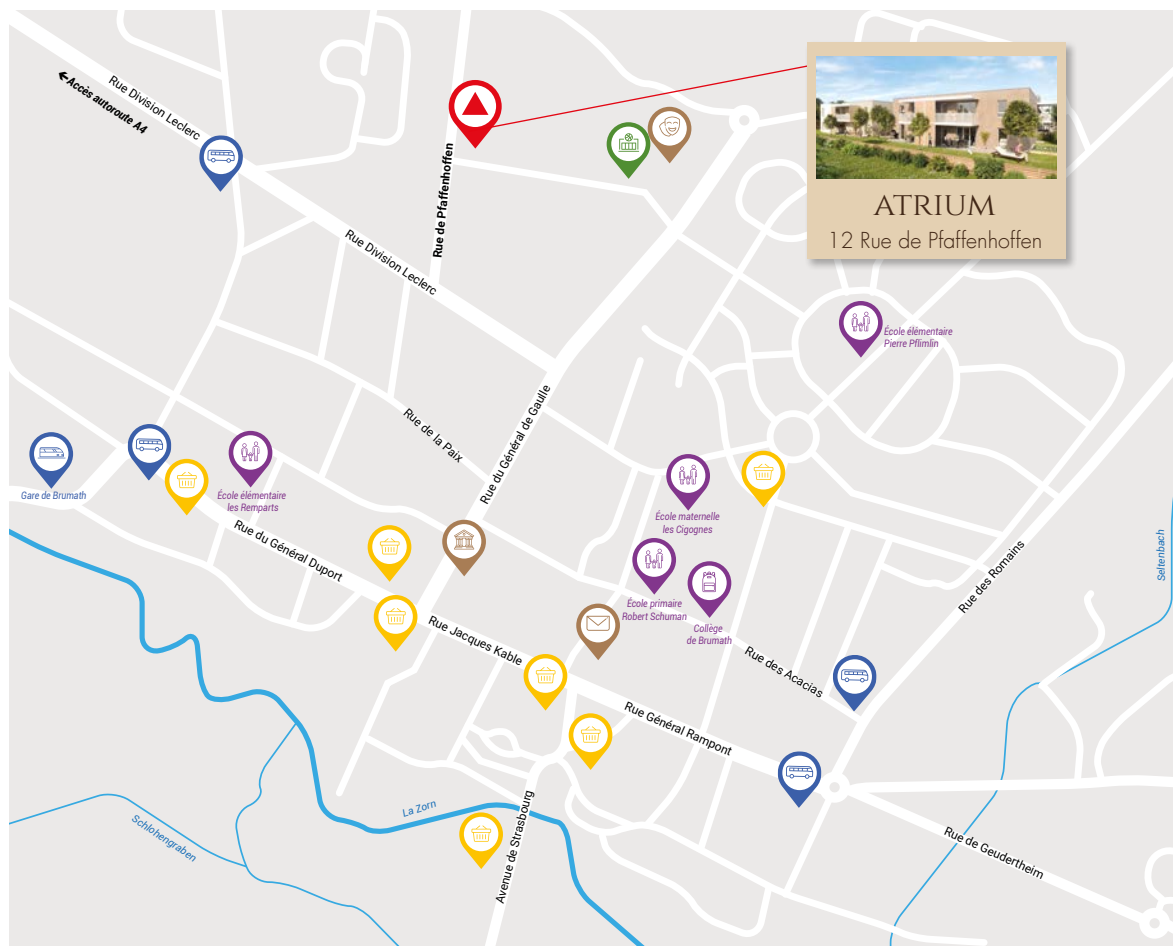 Rue Division Leclerc
←Accès autoroute A4
Rue de Pfaffenhoffen
ATRIUM
12 Rue de Pfaffenhoffen
Rue Division Leclerc
École élémentaire
Pierre Pflimlin
Rue du Général de Gaulle
Rue de la Paix
Gare de Brumath
École élémentaire
les Remparts
École maternelle
les Cigognes
Rue du Général Duport
Rue des Romains
Seltenbach
École primaire
Robert Schuman
Collège
de Brumath
Rue Jacques Kable
Rue des Acacias
Rue Général Rampont
La Zorn
Schlohengraben
Avenue de Strasbourg
Rue de Geudertheim